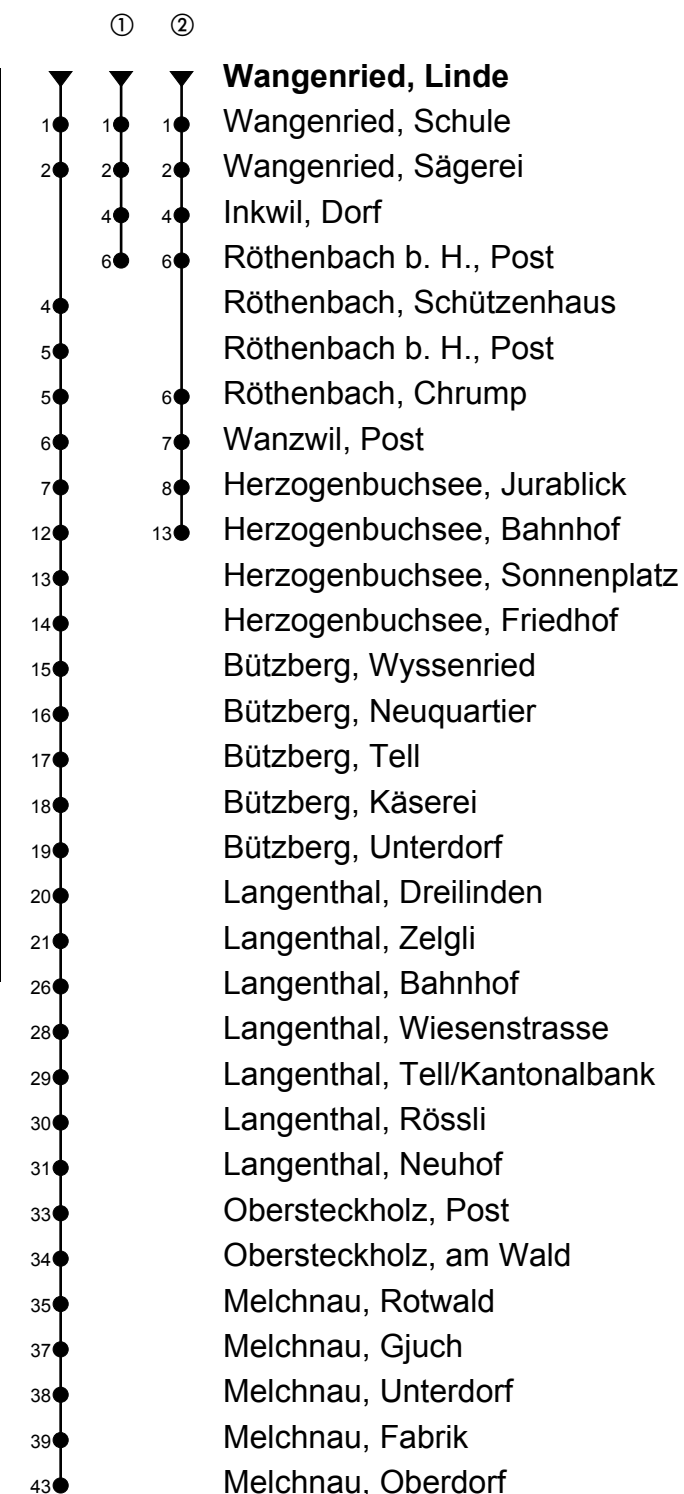 ① ②
Wangenried, Linde
1 1 1 Wangenried, Schule
2 2 2 Wangenried, Sägerei
4 4 Inkwil, Dorf
6 6 Röthenbach b. H., Post
4 Röthenbach, Schützenhaus
5 Röthenbach b. H., Post
5 6 Röthenbach, Chrump
6 7 Wanzwil, Post
7 8 Herzogenbuchsee, Jurablick
12 13 Herzogenbuchsee, Bahnhof
13 Herzogenbuchsee, Sonnenplatz
14 Herzogenbuchsee, Friedhof
15 Bützberg, Wyssenried
16 Bützberg, Neuquartier
17 Bützberg, Tell
18 Bützberg, Käserei
19 Bützberg, Unterdorf
20 Langenthal, Dreilinden
21 Langenthal, Zelgli
26 Langenthal, Bahnhof
28 Langenthal, Wiesenstrasse
29 Langenthal, Tell/Kantonalbank
30 Langenthal, Rössli
31 Langenthal, Neuhof
33 Obersteckholz, Post
34 Obersteckholz, am Wald
35 Melchnau, Rotwald
37 Melchnau, Gjuch
38 Melchnau, Unterdorf
39 Melchnau, Fabrik
43 Melchnau, Oberdorf